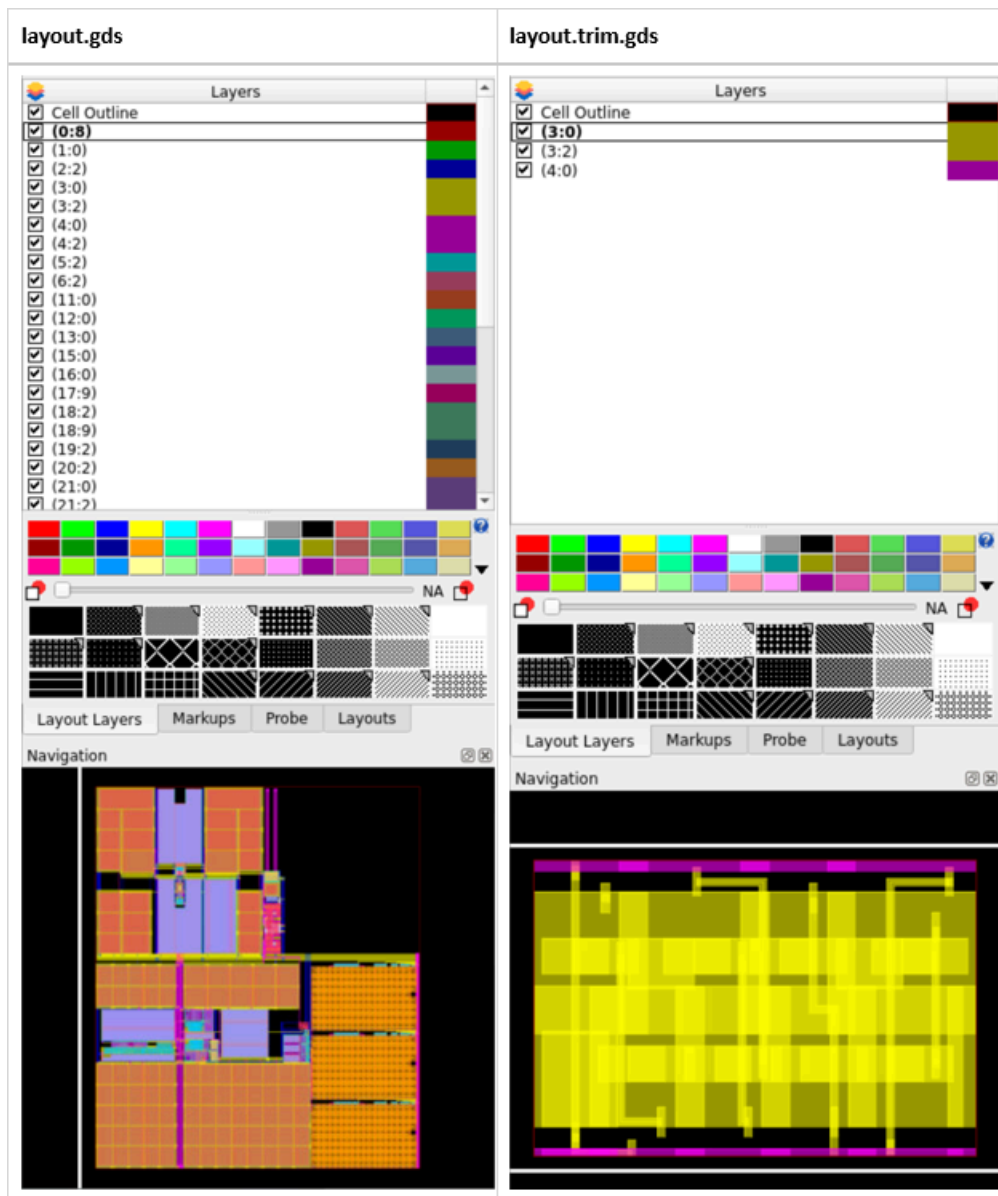 layout.gds
Layers
Cell Outline
(0:8)
(1:0)
(2:2)
(3:0)
(3:2)
(4:0)
(4:2)
(5:2)
(6:2)
(11:0)
(12:0)
(13:0)
(15:0)
(16:0)
(17:9)
(18:2)
(18:9)
(19:2)
(20:2)
(21:0)
(21:2)
NA
Layout Layers Markups Probe Layouts
Navigation
layout.trim.gds
Layers
Cell Outline
(3:0)
(3:2)
(4:0)
NA
Layout Layers Markups Probe Layouts
Navigation